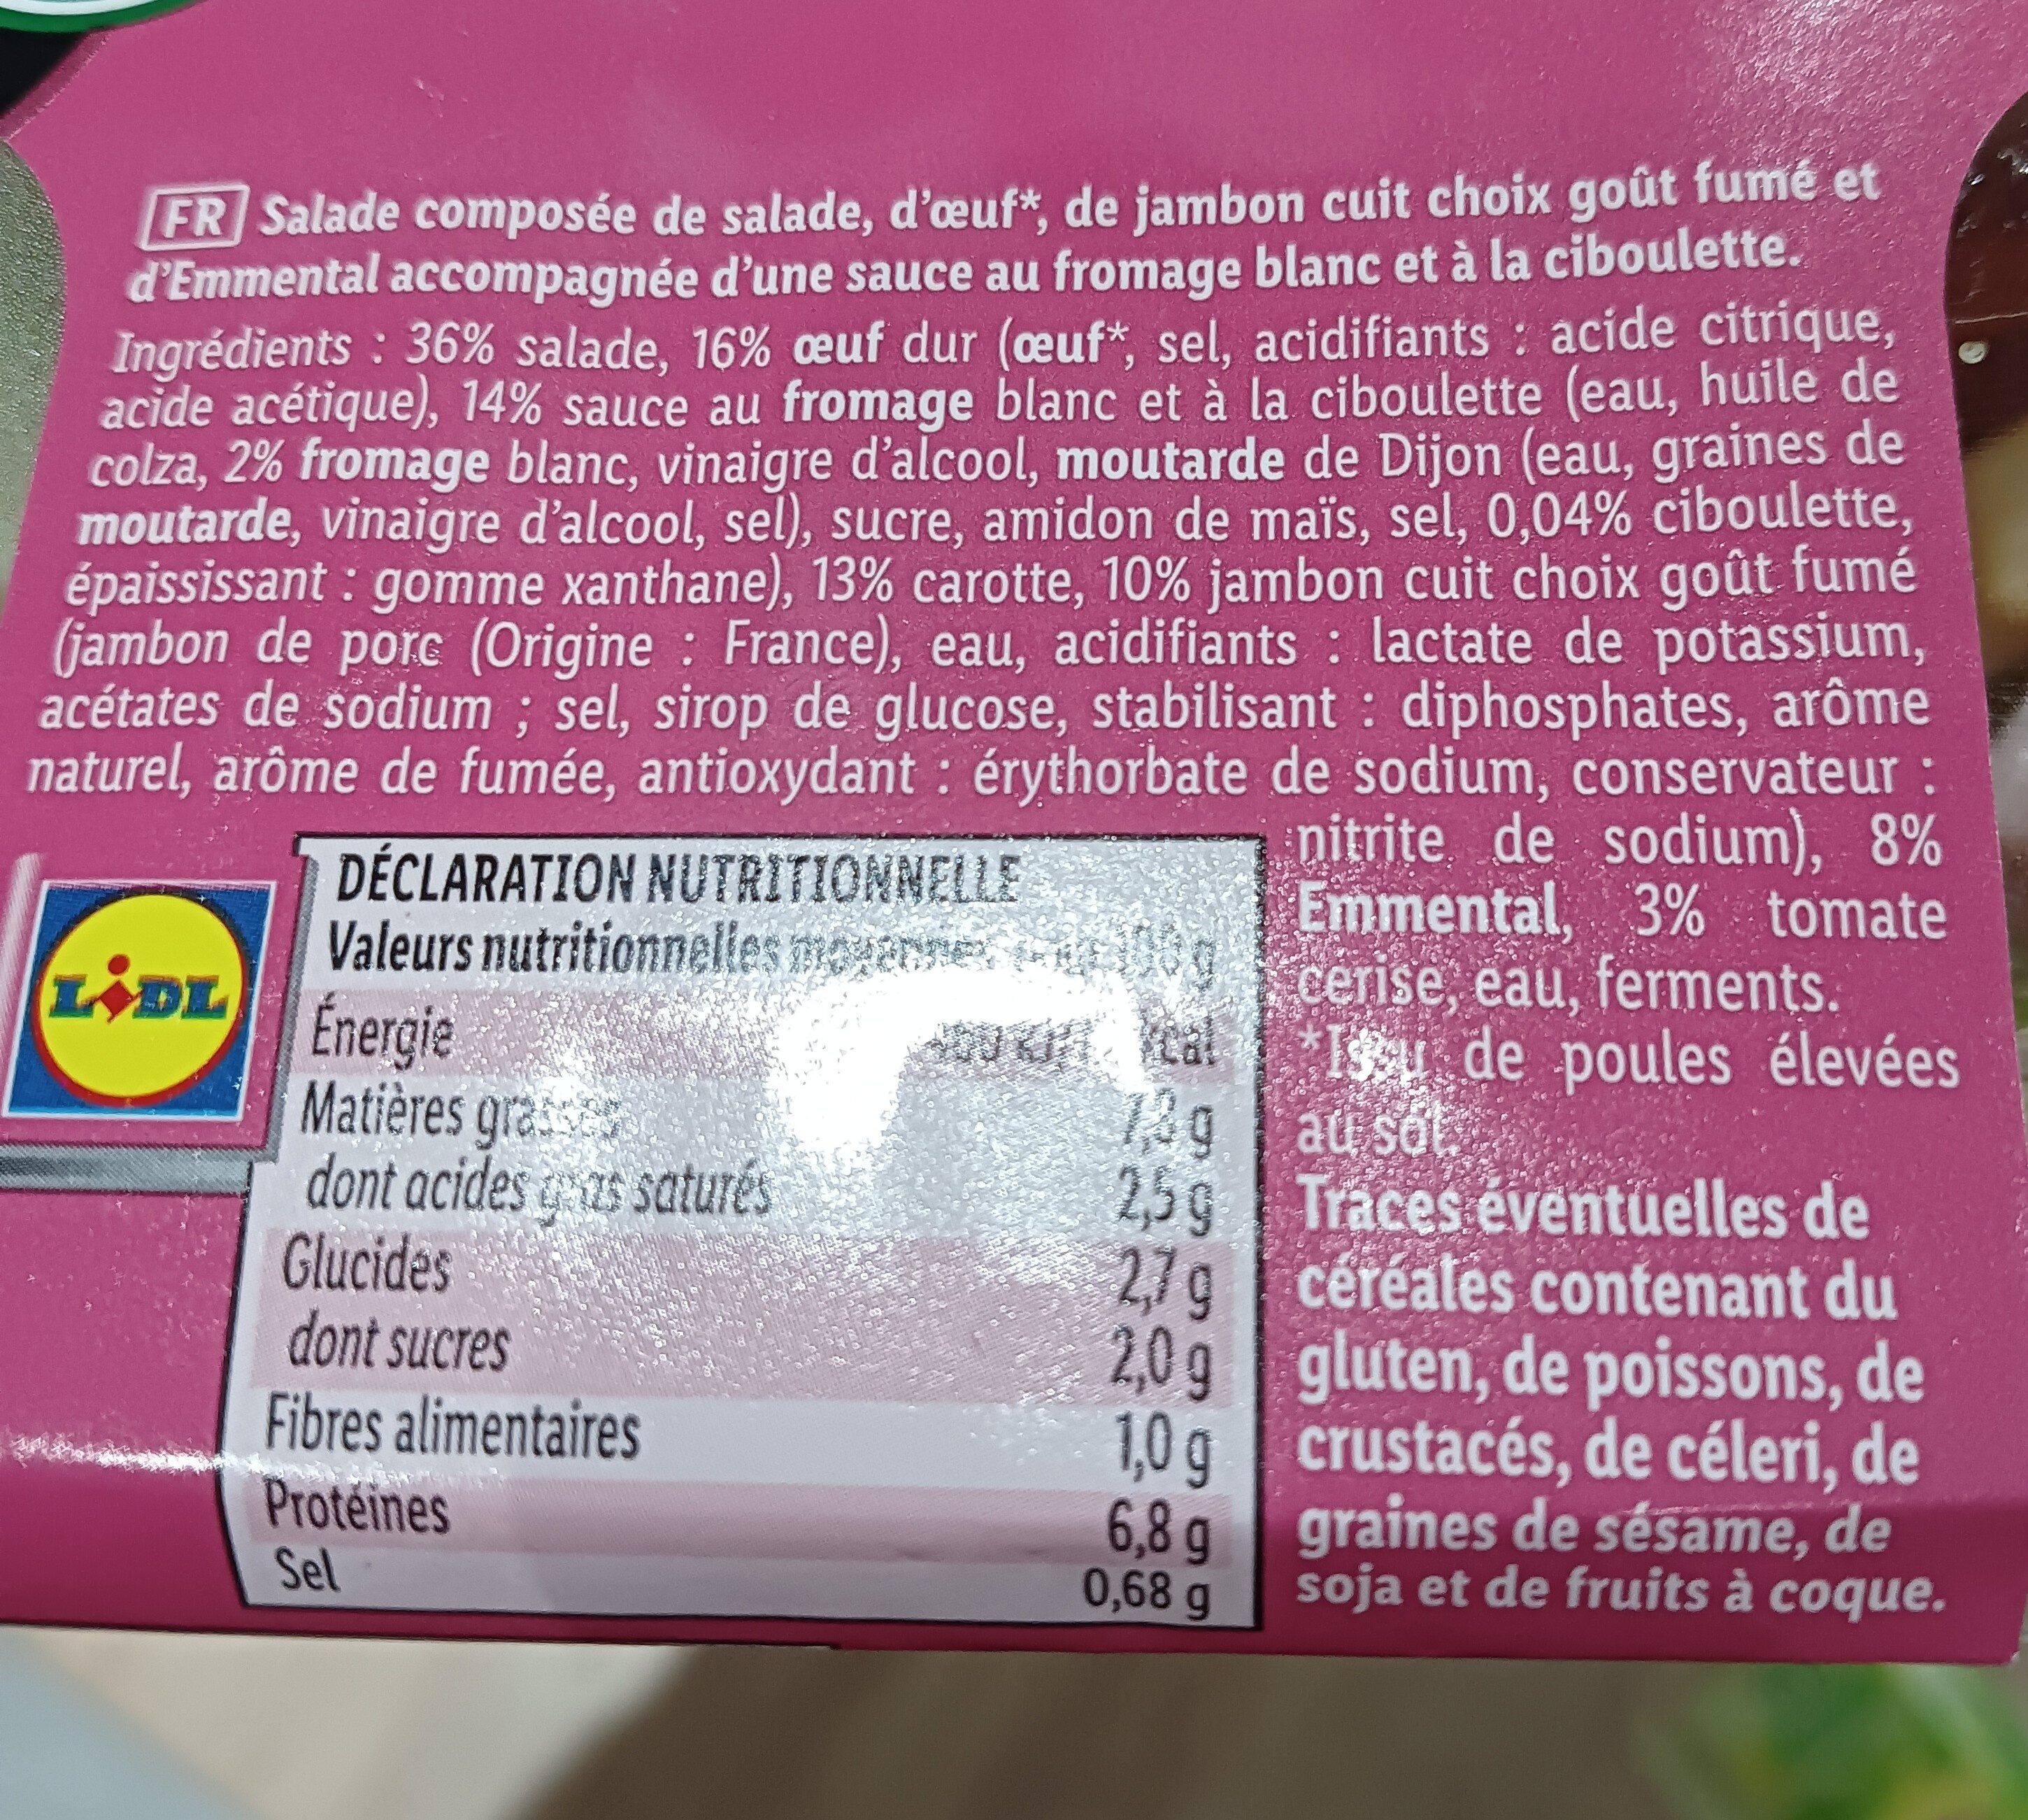 FR Salade composée de salade, d'œuf*, de jambon cuit choix goût fumé et
d'Emmental accompagnée d'une sauce au fromage blanc et à la ciboulette.
Ingrédients : 36% salade, 16% œuf dur (œuf*, sel, acidifiants : acide citrique,
acide acétique), 14% sauce au fromage blanc et à la ciboulette (eau, huile de
colza, 2% fromage blanc, vinaigre d'alcool, moutarde de Dijon (eau, graines de
moutarde, vinaigre d'alcool, sel), sucre, amidon de maïs, sel, 0,04% ciboulette,
épaississant : gomme xanthane), 13% carotte, 10% jambon cuit choix goût fumé
(jambon de porc (Origine : France), eau, acidifiants : lactate de potassium,
acétates de sodium ; sel, sirop de glucose, stabilisant : diphosphates, arôme
naturel, arôme de fumée, antioxydant : érythorbate de sodium, conservateur :
nitrite de sodium), 8%
Emmental, 3% tomate
cerise, eau, ferments.
*Issu de poules élevées
au sol.
Traces éventuelles de
céréales contenant du
gluten, de poissons, de
crustacés, de céleri, de
graines de sésame, de
soja et de fruits à coque.
LIDL
DÉCLARATION NUTRITIONNELLE
Valeurs nutritionnelles moyennes 100 g
Énergie kcal
Matières grasses g
dont acides gras saturés 2,5 g
Glucides 2,7 g
dont sucres 2,0 g
Fibres alimentaires 1,0 g
Protéines 6,8 g
Sel 0,68 g